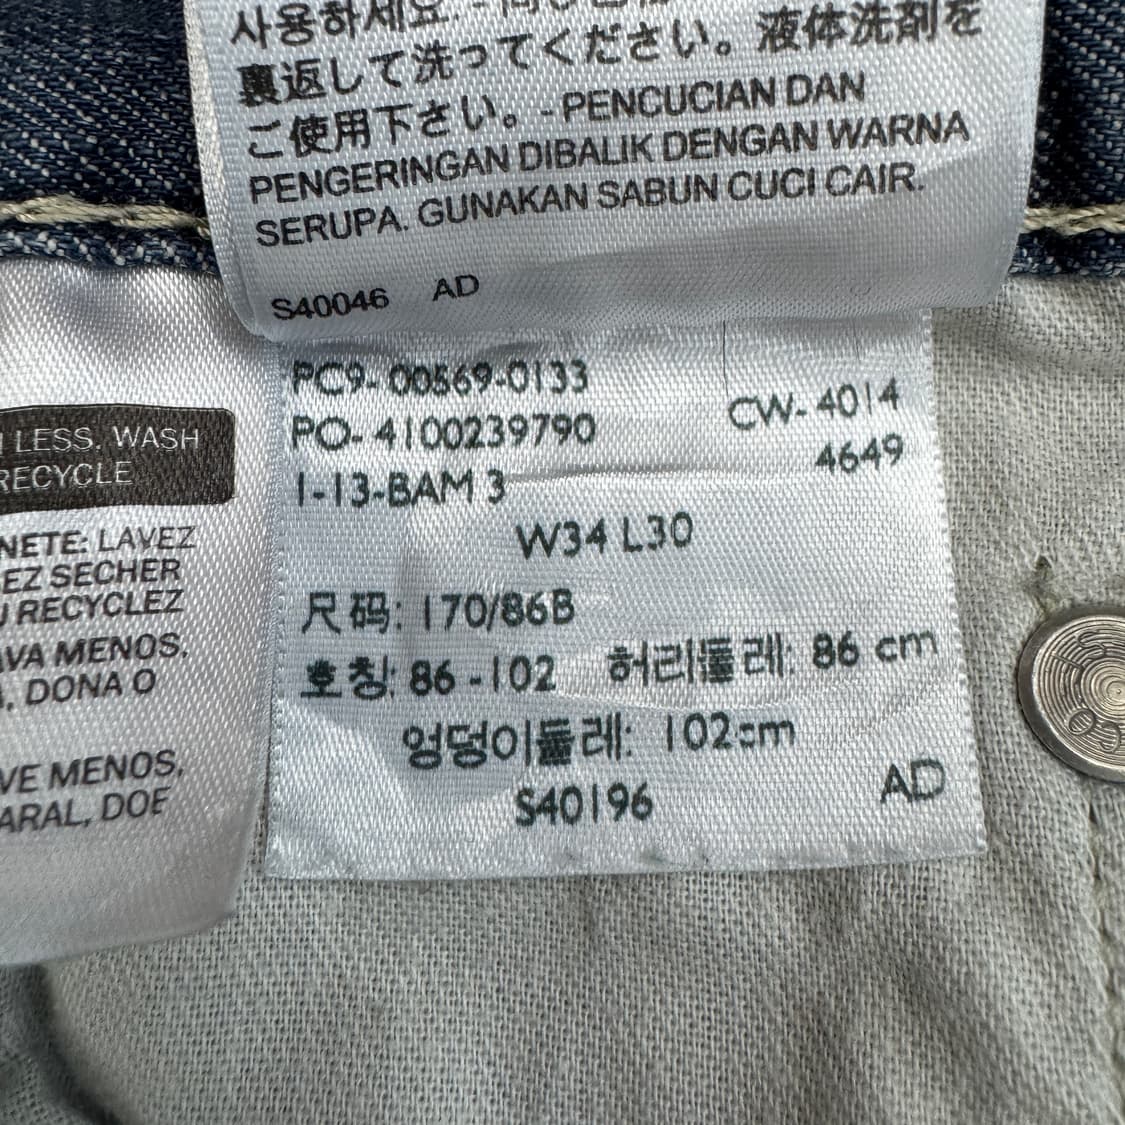 사용하세요.
裏返して洗ってください。液体洗剤を
ご使用下さい。-PENCUCIAN DAN
PENGERINGAN DIBALIK DENGAN WARNA
SERUPA. GUNAKAN SABUN CUCI CAIR.
S40046 AD
LESS. WASH
RECYCLE
NETE: LAVEZ
EZ SECHER
RECYCLEZ
VA MENOS,
, DONA O
VE MENOS,
ARAL, DOE
PC9-00569-0133
PO-4100239790
CW-4014
4649
1-13-BAM 3
W34 L30
尺码: 170/86B
호칭: 86-102 허리둘레: 86 cm
엉덩이둘레: 102cm
S40196
AD